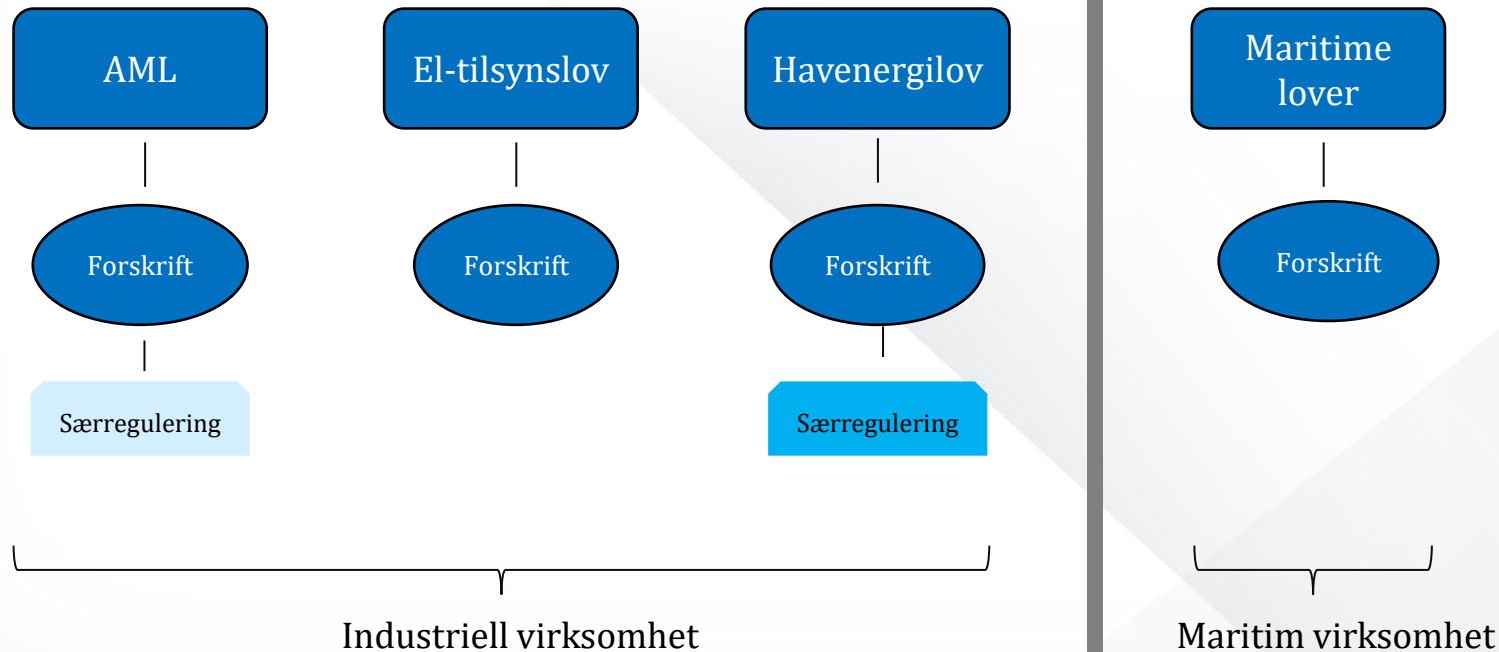 AML
El-tilsynslov
Havenergilov
Maritime
lover
Forskrift
Forskrift
Forskrift
Forskrift
Særregulering
Særregulering
Industriell virksomhet
Maritim virksomhet